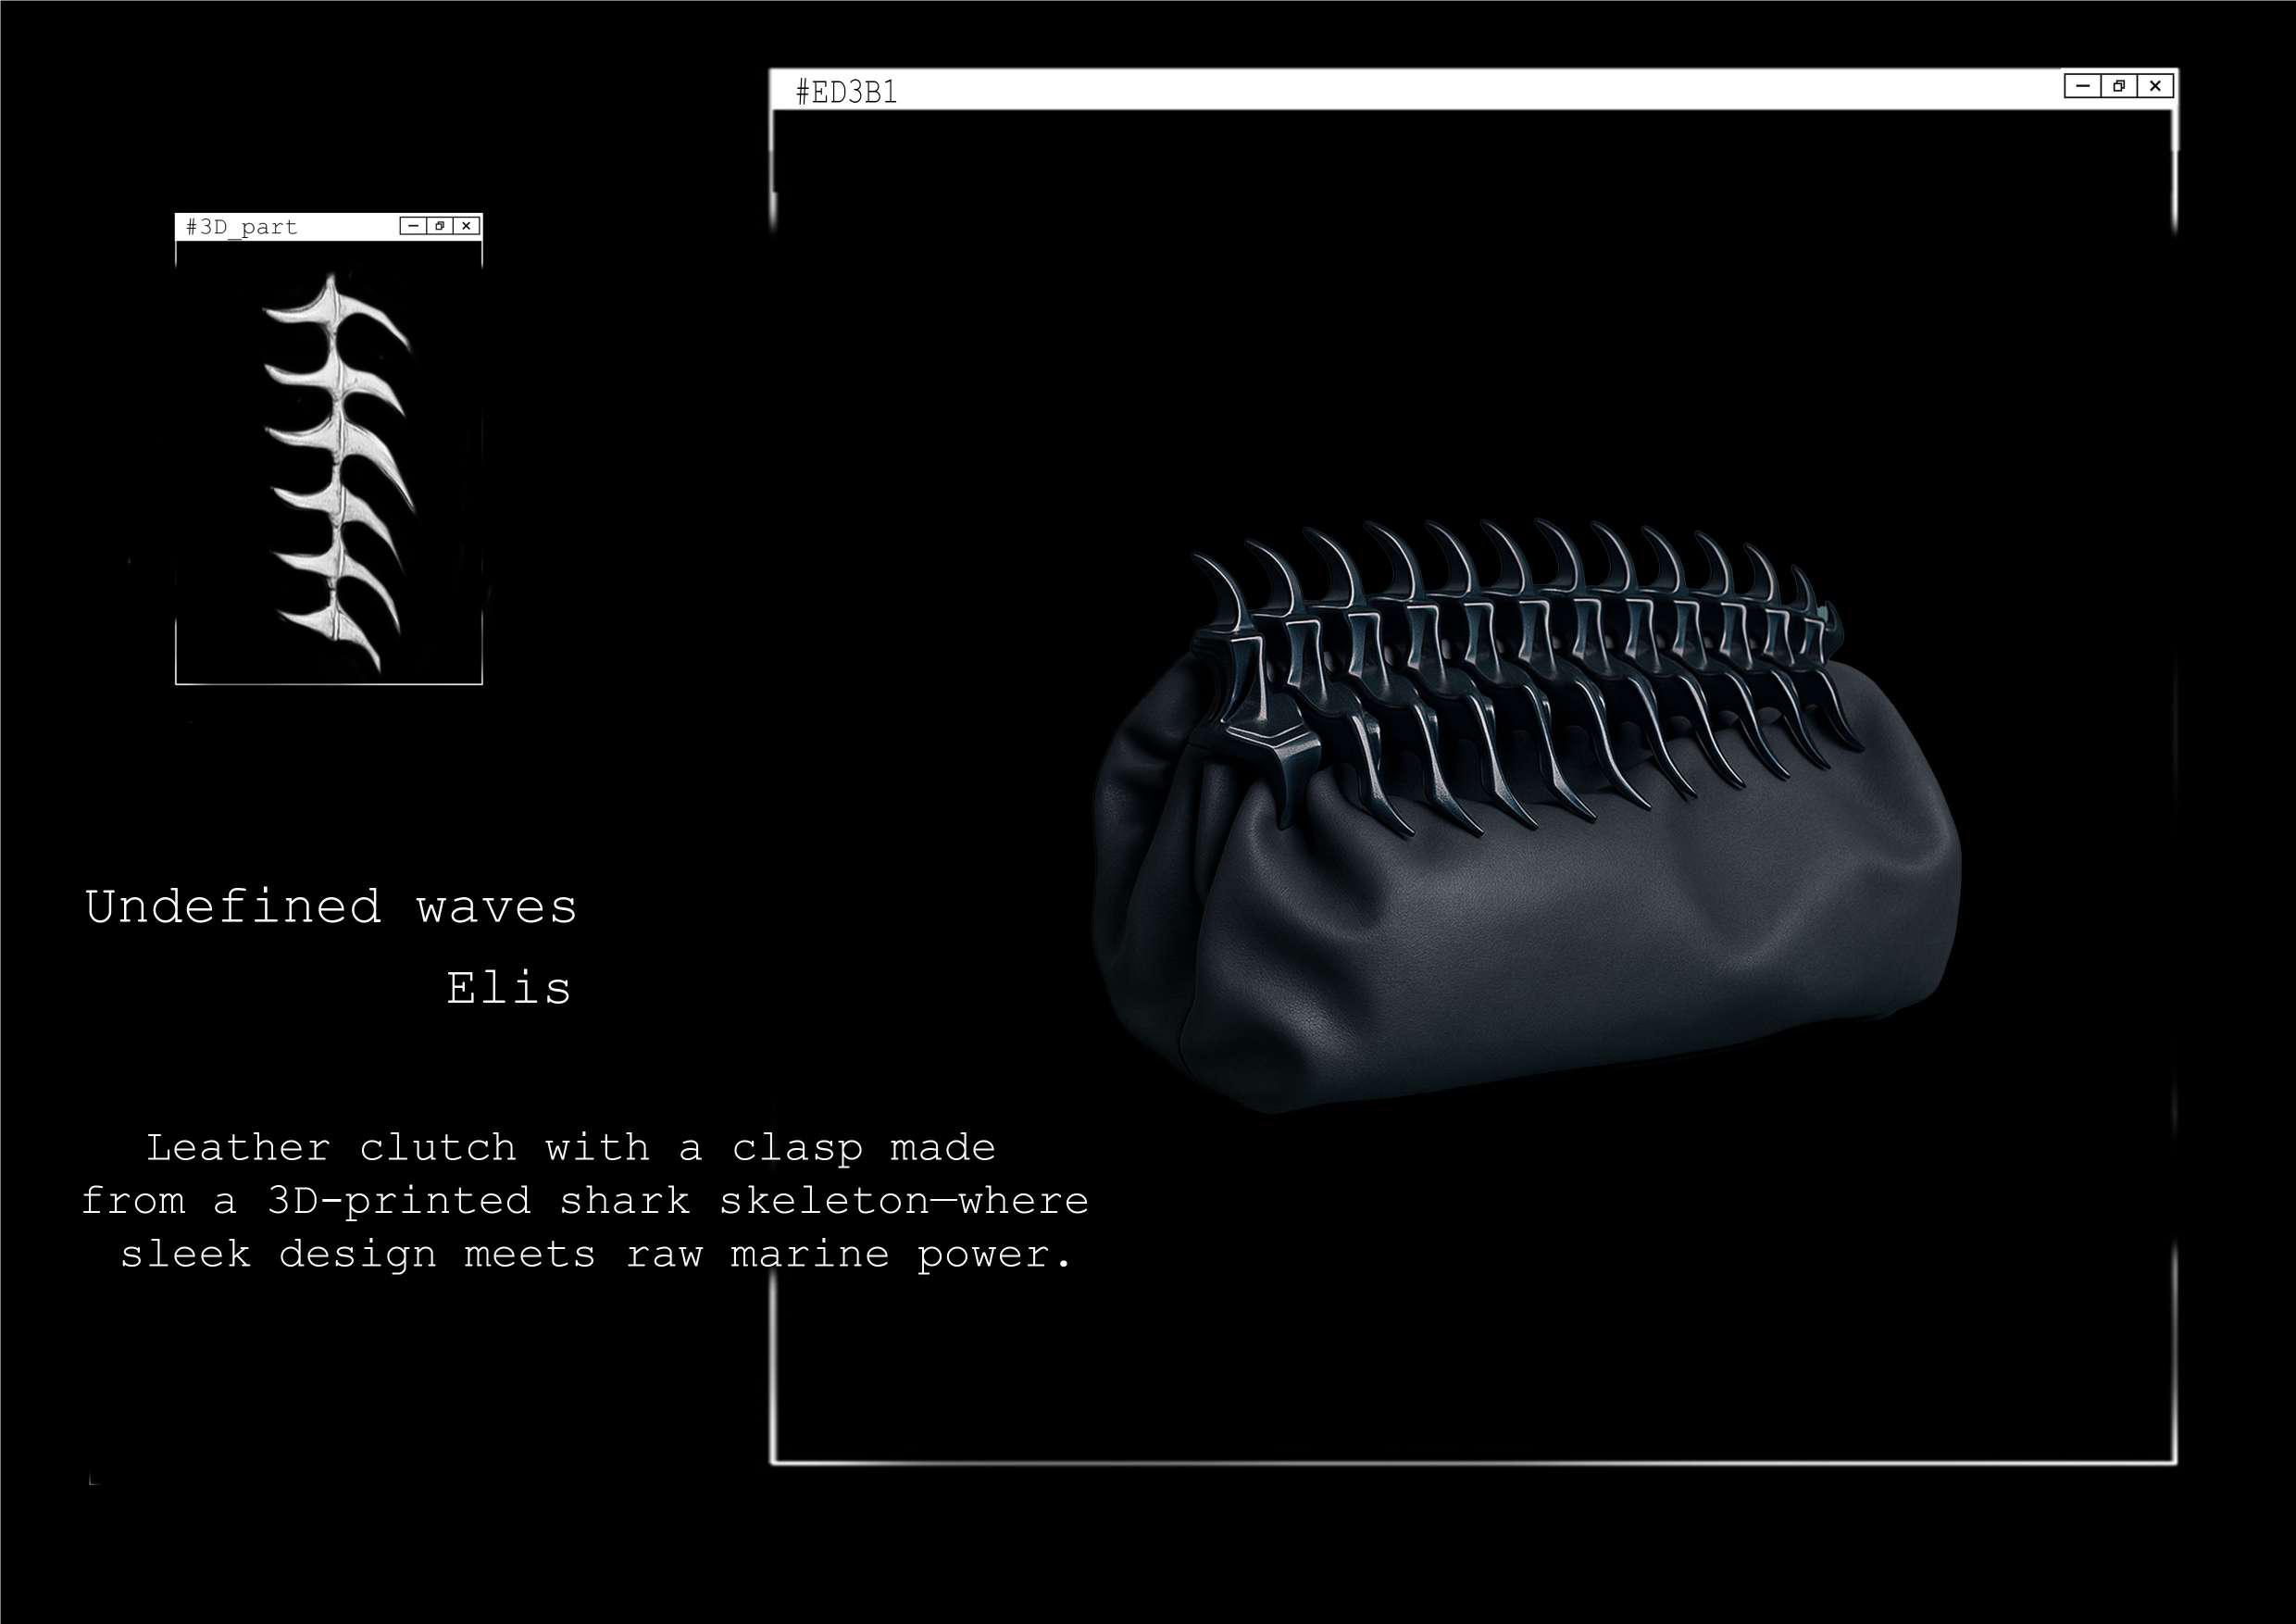 #ED3B1
#3D_part
Undefined waves
Elis
Leather clutch with a clasp made
from a 3D-printed shark skeleton—where
sleek design meets raw marine power.